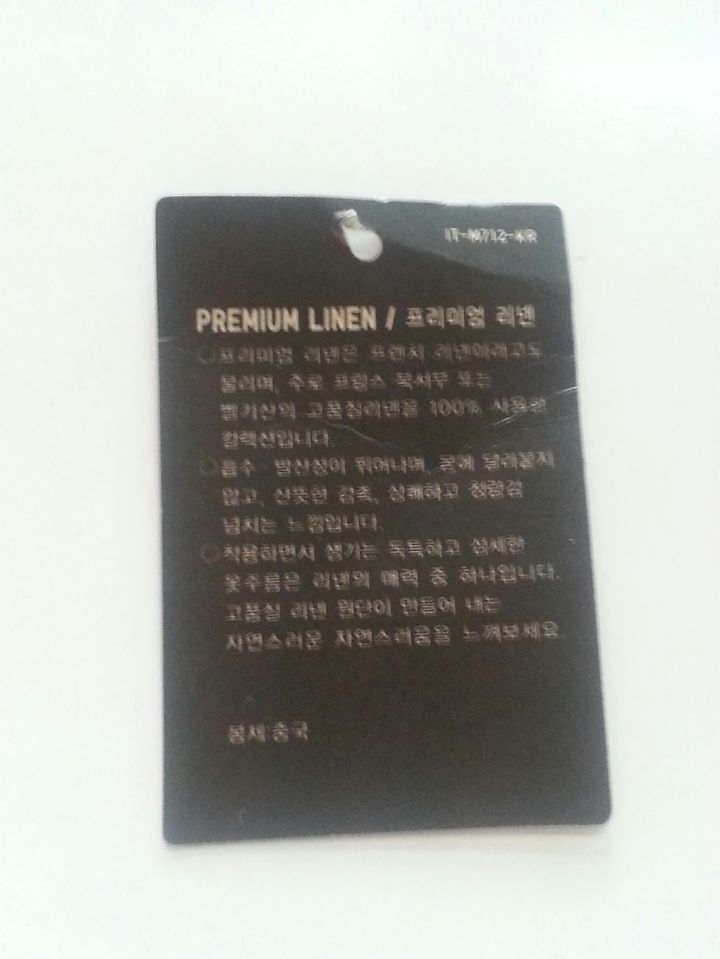 IT-M712-KR
PREMIUM LINEN / 프리미엄 리넨
○프리미엄 리넨은 프렌치 리넨이라고도
불리며, 주로 프랑스 북서부 또는
벨기산의 고품질리넨을 100% 사용한
컬렉션입니다.
○흡수·발산성이 뛰어나며, 몸에 달라붙지
않고, 산뜻한 감촉, 상쾌하고 청량감
넘치는 느낌입니다.
○착용하면서 생기는 독특하고 섬세한
옷주름은 리넨의 매력 중 하나입니다.
고품질 리넨 원단이 만들어 내는
자연스러운 자연스러움을 느껴보세요.
봉제:중국